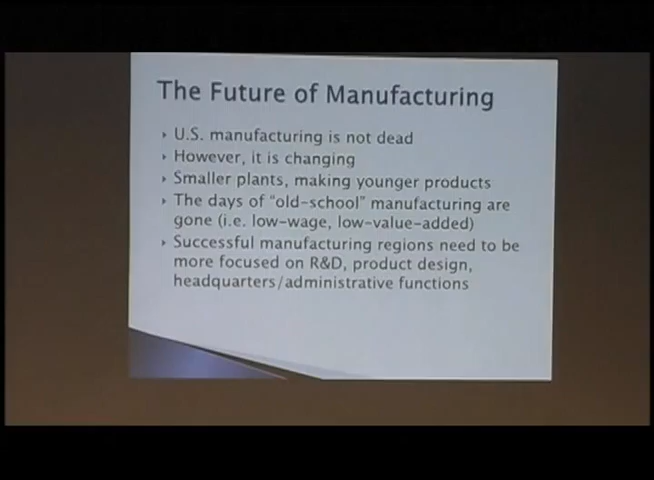 The Future of Manufacturing
U.S. manufacturing is not dead
However, it is changing
Smaller plants, making younger products
The days of “old-school” manufacturing are
gone (i.e. low-wage, low-value-added)
Successful manufacturing regions need to be
more focused on R&D, product design,
headquarters/administrative functions